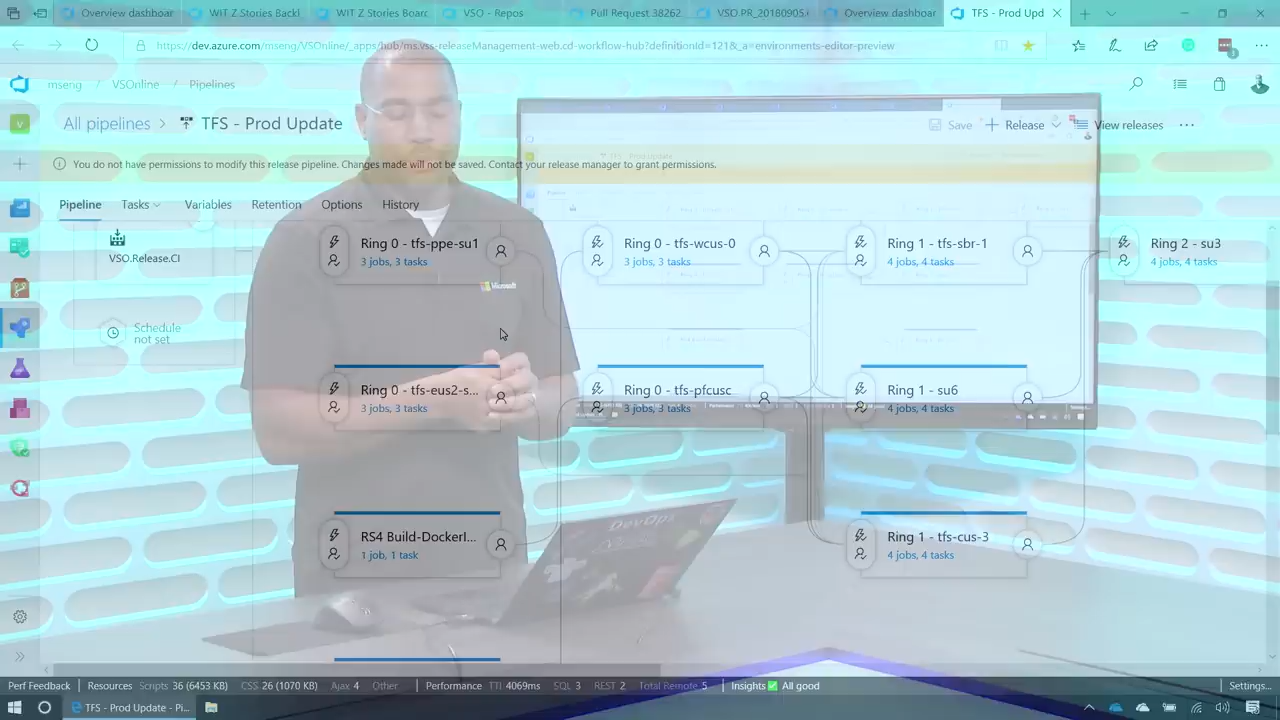 Overview dashboar
WIT Z Stories Backl
WIT Z Stories Boarc
VSO - Repos
Pull Request 38262
VSD.PR_20180905.
Overview dashboar
TFS - Prod Upd
https://dev.azure.com/mseng/VSOnline/_apps/hub/ms.vss-releaseManagement-web.cd-workflow-hub?definitionId=121&_a=environments-editor-preview
mseng / VSOnline / Pipelines
V
All pipelines > TFS - Prod Update
Save
Release
View releases
You do not have permissions to modify this release pipeline. Changes made will not be saved. Contact your release manager to grant permissions.
Pipeline
Tasks
Variables
Retention
Options
History
VSO.Release.CI
Schedule
not set
Ring 0 - tfs-ppe-su1
3 jobs, 3 tasks
Ring 0 - tfs-wcus-0
3 jobs, 3 tasks
Ring 1 - tfs-sbr-1
4 jobs, 4 tasks
Ring 2 - su3
4 jobs, 4 tasks
Microsoft
Ring 0 - tfs-eus2-s...
3 jobs, 3 tasks
Ring 0 - tfs-pfcusc
3 jobs, 3 tasks
Ring 1 - su6
4 jobs, 4 tasks
RS4 Build-DockerI...
1 job, 1 task
Ring 1 - tfs-cus-3
4 jobs, 4 tasks
DevOps
Perf Feedback
Resources Scripts 36 (6453 KB) CSS 26 (1070 KB) Ajax 4 Other
Performance TTI 4069ms SQL 3 REST 2 Total Remote 5
Insights All good
Settings...
TFS - Prod Update - Pi...